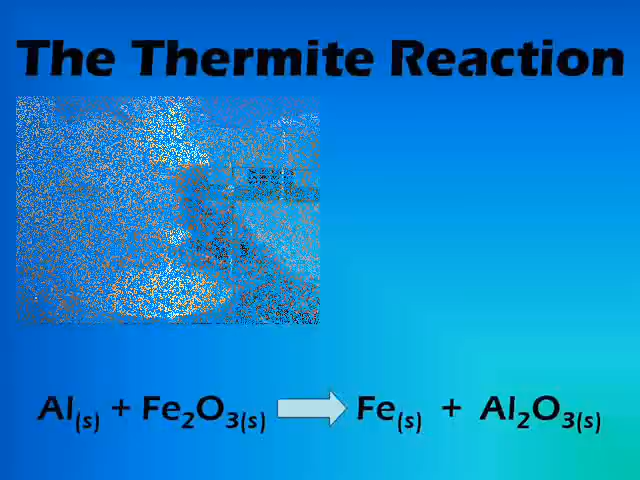 The Thermite Reaction
Al(s) + Fe2O3(s) Fe(s) + Al2O3(s)